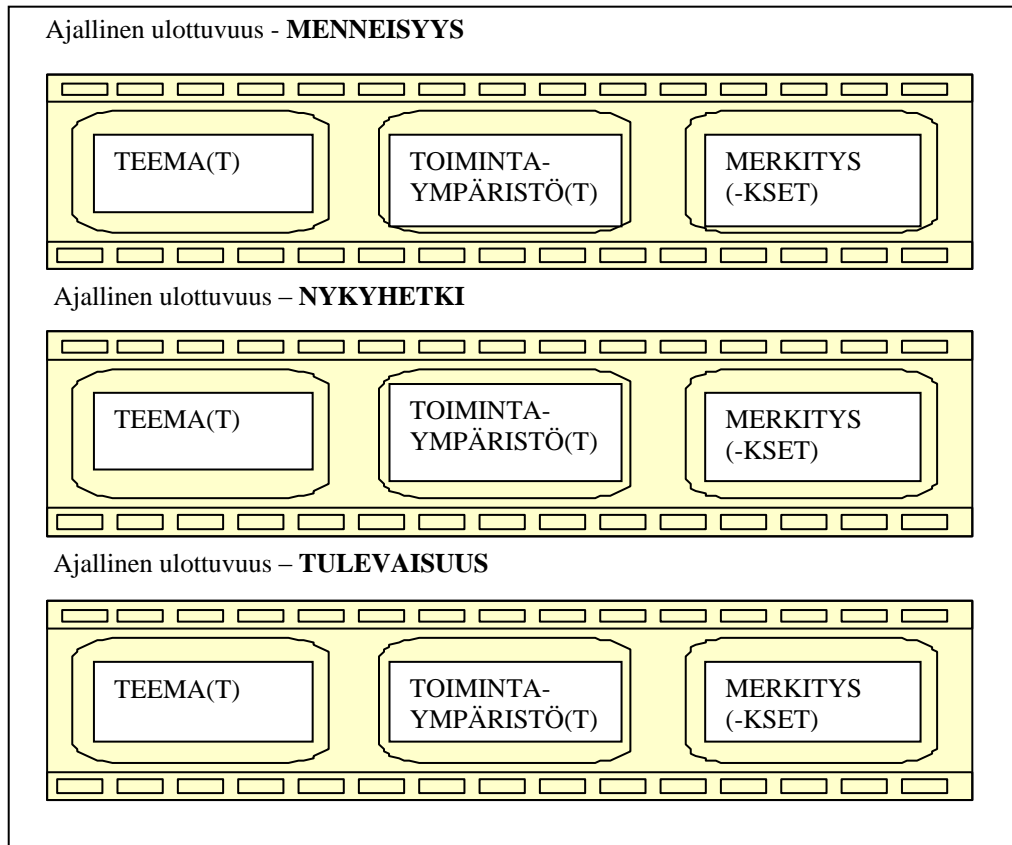 Ajallinen ulottuvuus - MENNEISYYS
TEEMA(T)
TOIMINTA-
YMPÄRISTÖ(T)
MERKITYS
(-KSET)
Ajallinen ulottuvuus – NYKYHETKI
TEEMA(T)
TOIMINTA-
YMPÄRISTÖ(T)
MERKITYS
(-KSET)
Ajallinen ulottuvuus – TULEVAISUUS
TEEMA(T)
TOIMINTA-
YMPÄRISTÖ(T)
MERKITYS
(-KSET)